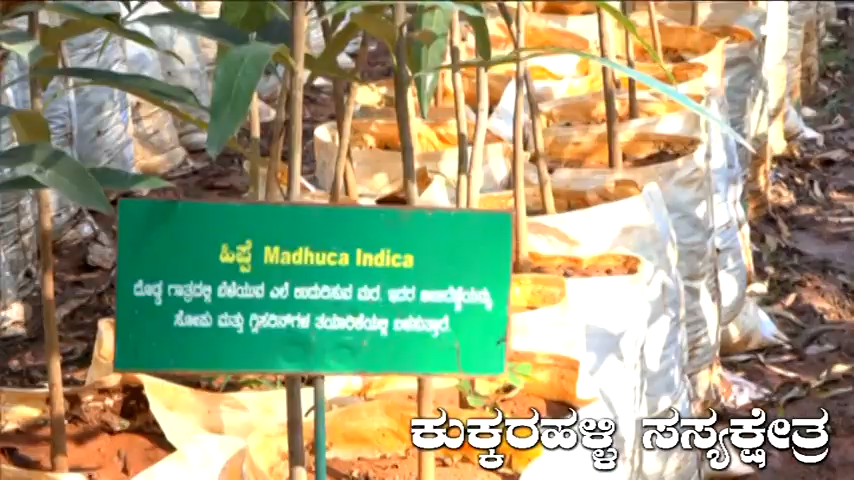 ಹಿಪ್ಪೆ Madhuca Indica
ದೊಡ್ಡ ಗಾತ್ರದಲ್ಲಿ ಬೆಳೆಯುವ ಎಲೆ ಉದುರಿಸುವ ಮರ. ಇದರ
ಸೋಪು ಮತ್ತು ಗ್ಲಿಸರಿನ್‌ಗಳ ತಯಾರಿಕೆಯಲ್ಲಿ ಬಳಸುತ್ತಾರೆ.
ಕುಕ್ಕರಹಳ್ಳಿ ಸಸ್ಯಕ್ಷೇತ್ರ